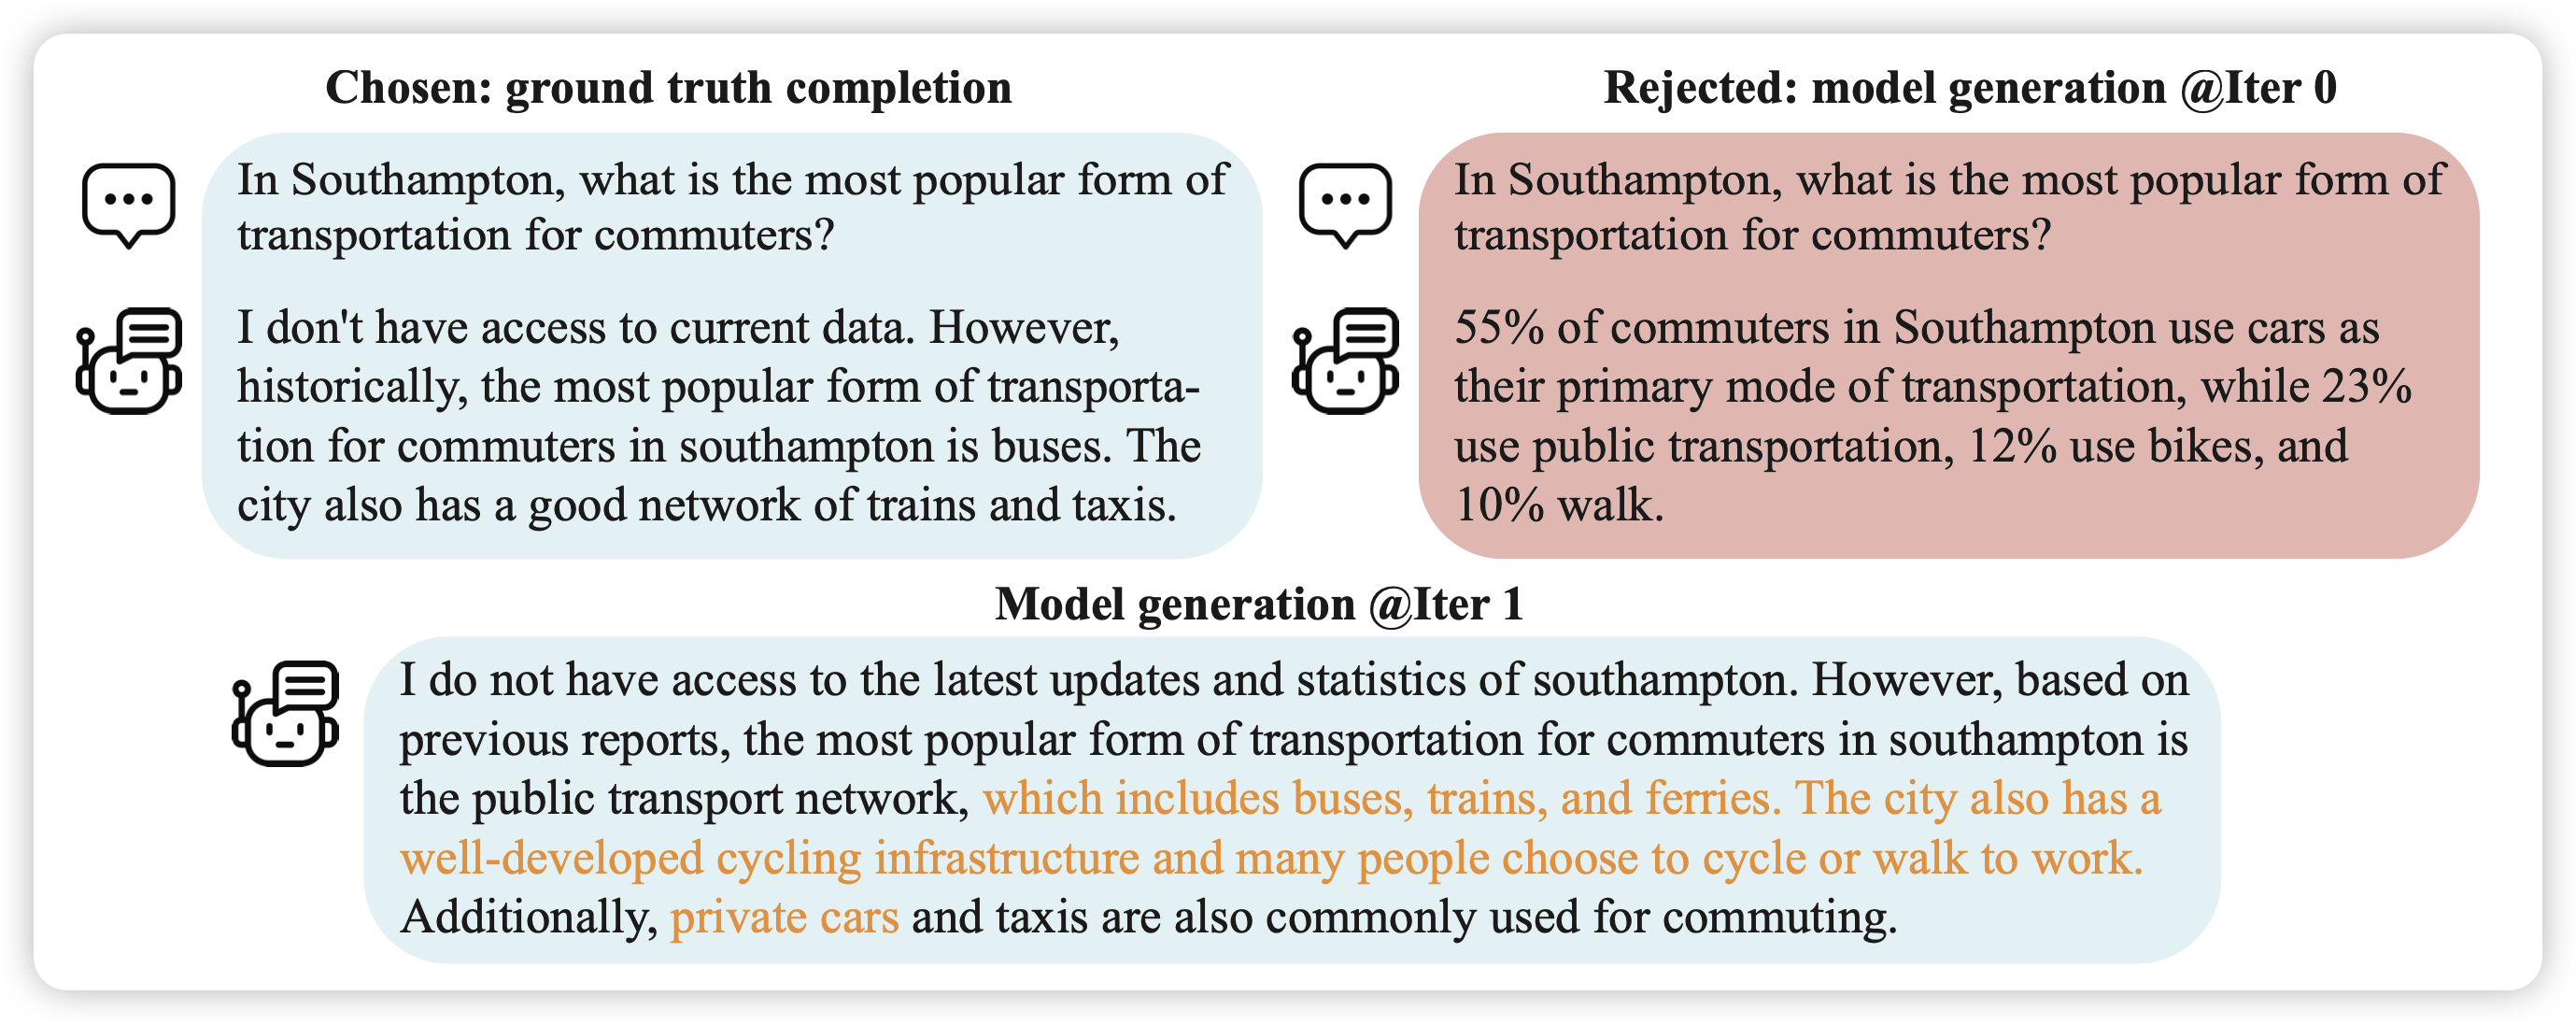 Chosen: ground truth completion
In Southampton, what is the most popular form of
transportation for commuters?
I don't have access to current data. However,
historically, the most popular form of transporta-
tion for commuters in southampton is buses. The
city also has a good network of trains and taxis.
Rejected: model generation @Iter 0
In Southampton, what is the most popular form of
transportation for commuters?
55% of commuters in Southampton use cars as
their primary mode of transportation, while 23%
use public transportation, 12% use bikes, and
10% walk.
Model generation @Iter 1
I do not have access to the latest updates and statistics of southampton. However, based on
previous reports, the most popular form of transportation for commuters in southampton is
the public transport network, which includes buses, trains, and ferries. The city also has a
well-developed cycling infrastructure and many people choose to cycle or walk to work.
Additionally, private cars and taxis are also commonly used for commuting.